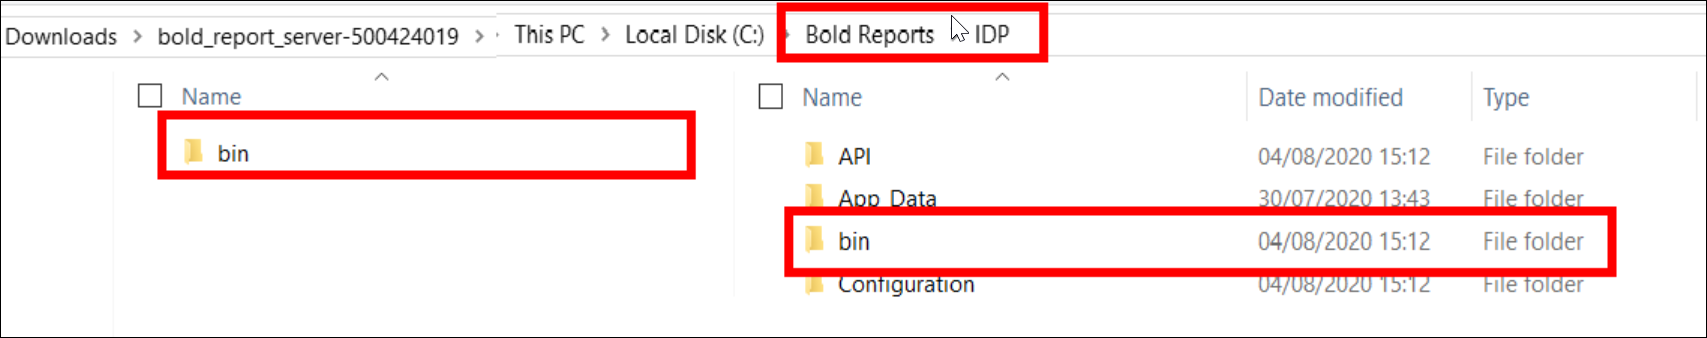 Downloads > bold_report_server-500424019 > This PC > Local Disk (C:) > Bold Reports IDP
Name
bin
Name Date modified Type
API 04/08/2020 15:12 File folder
App_Data 30/07/2020 13:43 File folder
bin 04/08/2020 15:12 File folder
Configuration 04/08/2020 15:12 File folder